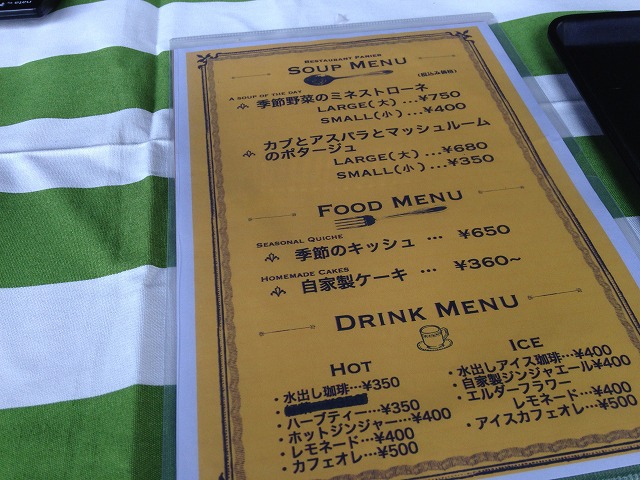 RESTAURANT PANIER
SOUP MENU
(税込み価格)
A SOUP OF THE DAY
季節野菜のミネストローネ
LARGE(大)…¥750
SMALL(小)…¥400
カブとアスパラとマッシュルーム
のポタージュ
LARGE(大)…¥680
SMALL(小)…¥350
FOOD MENU
SEASONAL QUICHE
季節のキッシュ … ¥650
HOMEMADE CAKES
自家製ケーキ … ¥360~
DRINK MENU
HOT
・水出し珈琲…¥350
・ハーブティー…¥350
・ホットジンジャー…¥400
・レモネード…¥400
・カフェオレ…¥500
ICE
・水出しアイス珈琲…¥400
・自家製ジンジャエール¥400
・エルダーフラワー
レモネード…¥400
・アイスカフェオレ…¥500